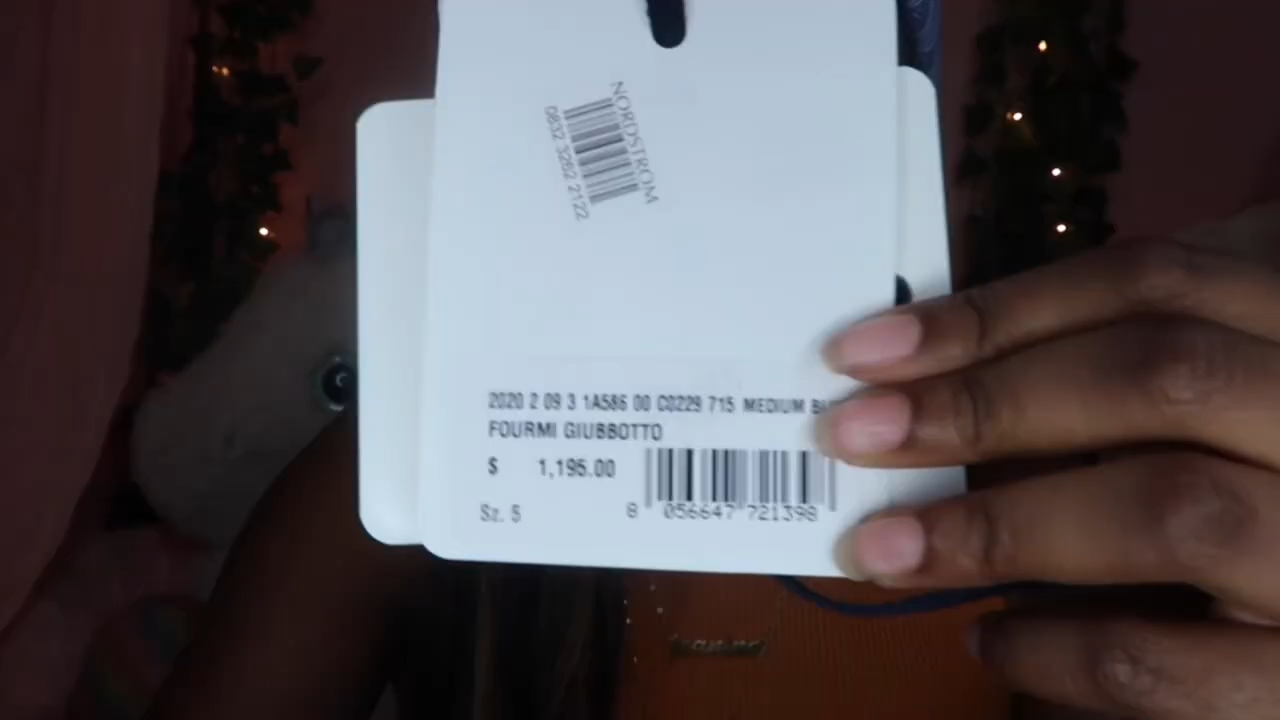 NORDSTROM
0832 3262 2122
2020 2 09 3 1A586 00 C0229 715 MEDIUM
FOURMI GIUBBOTTO
$ 1,195.00
Sz. 5
8 056647 721398